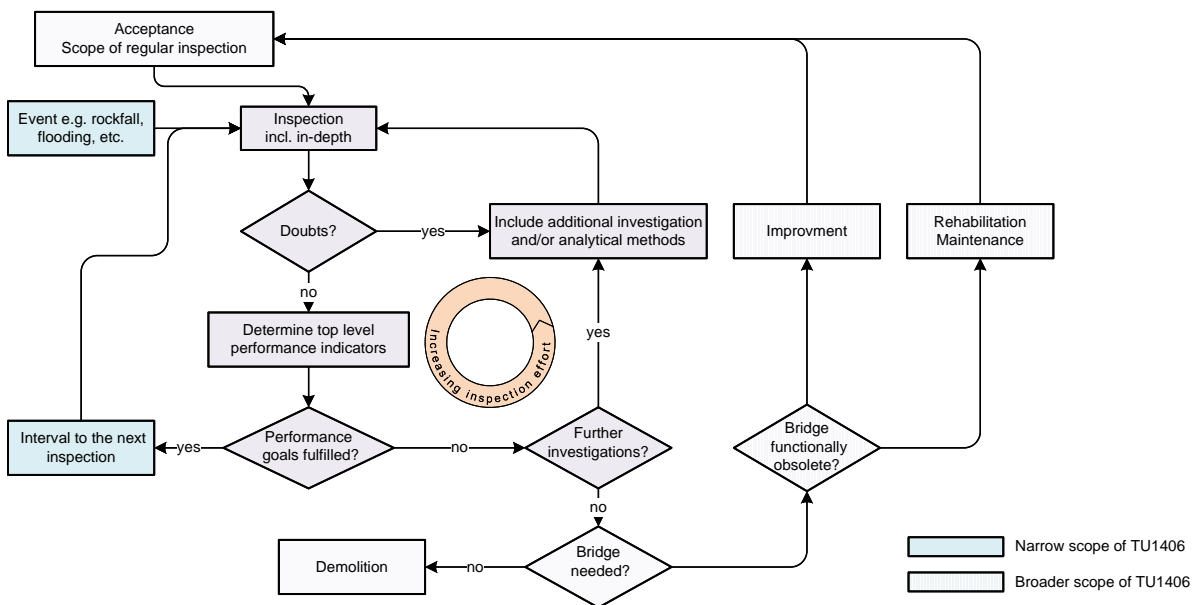 Acceptance
Scope of regular inspection
Event e.g. rockfall,
flooding, etc.
Inspection
incl. in-depth
Doubts?
yes
Include additional investigation
and/or analytical methods
Improvment
Rehabilitation
Maintenance
no
Determine top level
performance indicators
Increasing inspection effort
yes
Interval to the next
inspection
yes
Performance
goals fulfilled?
no
Further
investigations?
Bridge
functionally
obsolete?
no
Demolition
no
Bridge
needed?
Narrow scope of TU1406
Broader scope of TU1406